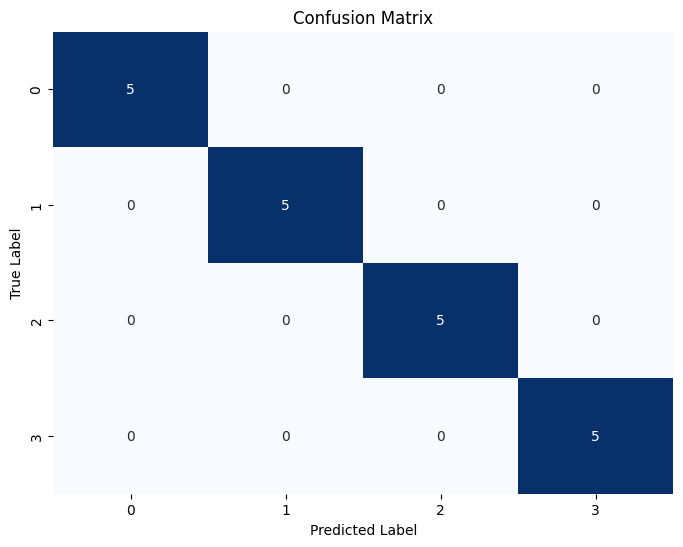 Confusion Matrix
True Label
0 5 0 0 0
1 0 5 0 0
2 0 0 5 0
3 0 0 0 5
0 1 2 3
Predicted Label